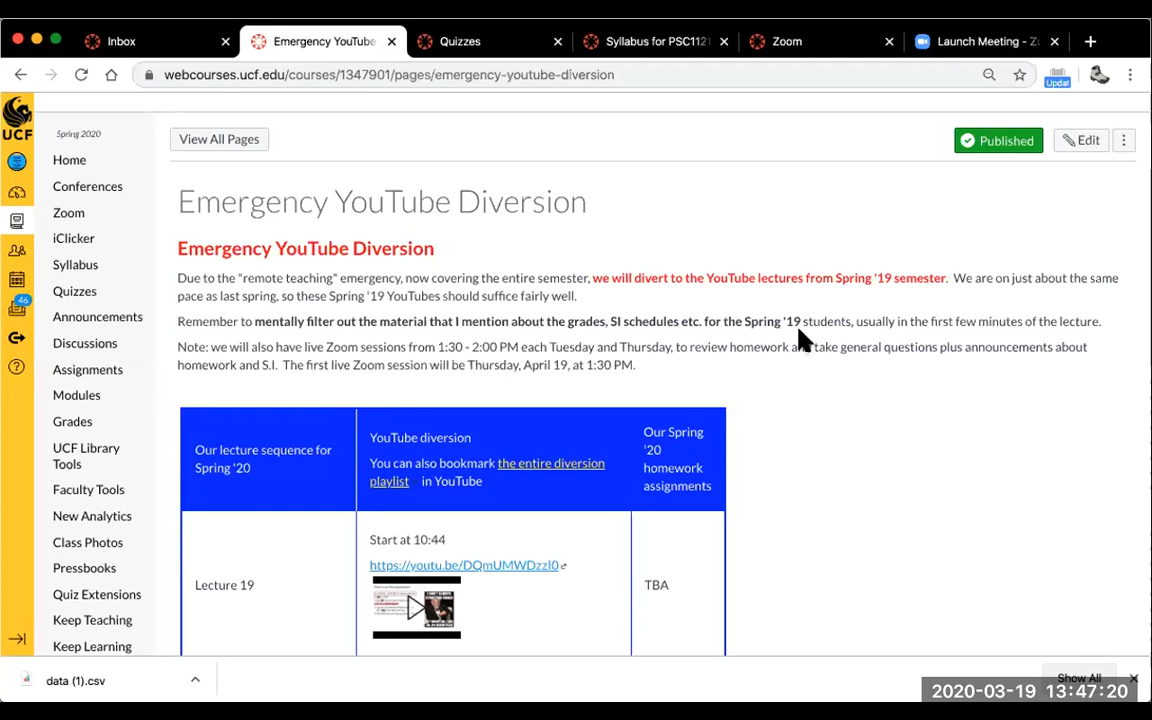 Inbox
Emergency YouTube
Quizzes
Syllabus for PSC1121
Zoom
Launch Meeting - Zo
webcourses.ucf.edu/courses/1347901/pages/emergency-youtube-diversion
Updat
UCF
Spring 2020
Home
Conferences
Zoom
iClicker
Syllabus
Quizzes
46
Announcements
Discussions
Assignments
Modules
Grades
UCF Library
Tools
Faculty Tools
New Analytics
Class Photos
Pressbooks
Quiz Extensions
Keep Teaching
Keep Learning
View All Pages
Published
Edit
Emergency YouTube Diversion
Emergency YouTube Diversion
Due to the "remote teaching" emergency, now covering the entire semester, we will divert to the YouTube lectures from Spring '19 semester. We are on just about the same
pace as last spring, so these Spring '19 YouTubes should suffice fairly well.
Remember to mentally filter out the material that I mention about the grades, SI schedules etc. for the Spring '19 students, usually in the first few minutes of the lecture.
Note: we will also have live Zoom sessions from 1:30 - 2:00 PM each Tuesday and Thursday, to review homework and take general questions plus announcements about
homework and S.I. The first live Zoom session will be Thursday, April 19, at 1:30 PM.
Our lecture sequence for
Spring '20
YouTube diversion
You can also bookmark the entire diversion
playlist in YouTube
Our Spring
'20
homework
assignments
Lecture 19
Start at 10:44
https://youtu.be/DQmUMWDzzl0
TBA
data (1).csv
Show All
2020-03-19 13:47:20